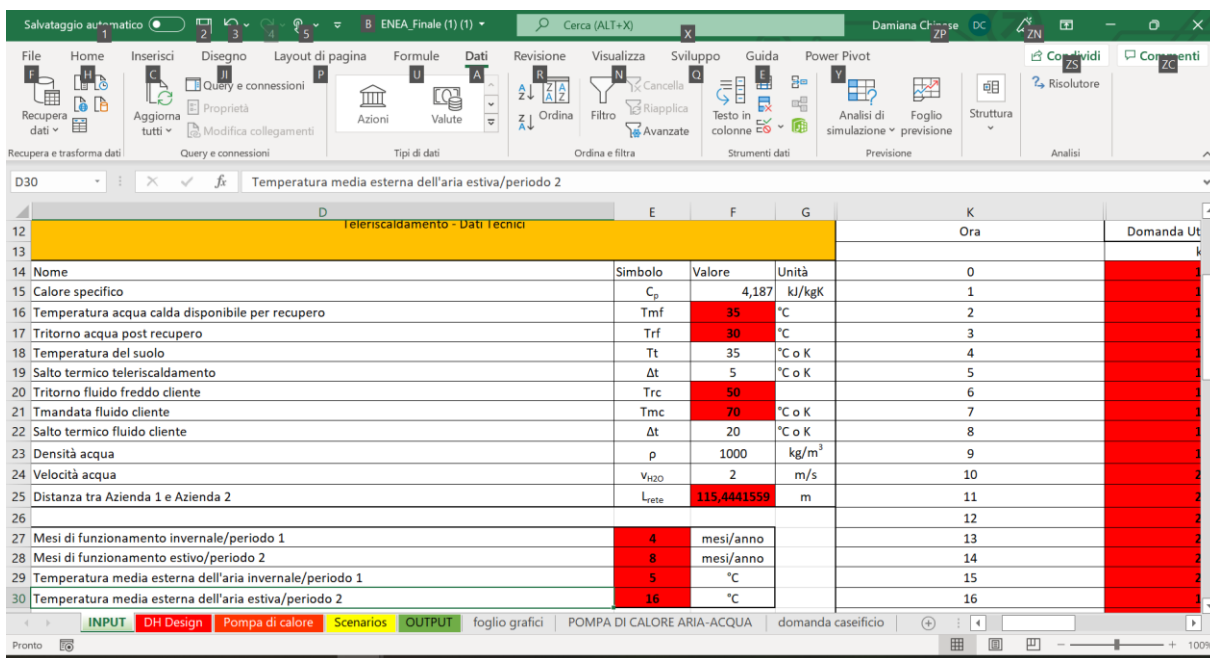 Salvataggio automatico
B ENEA_Finale (1) (1)
Cerca (ALT+X)
Damiana Chinese DC
1 2 3 4 5 X ZP ZN
File Home Inserisci Disegno Layout di pagina Formule Dati Revisione Visualizza Sviluppo Guida Power Pivot Condividi Commenti
F H C JI P U A R N Q E Y ZS ZC
Recupera dati
Aggiorna tutti
Query e connessioni
Proprietà
Modifica collegamenti
Azioni
Valute
Ordina
Filtro
Cancella
Riapplica
Avanzate
Testo in colonne
Analisi di simulazione
Foglio previsione
Struttura
Risolutore
Recupera e trasforma dati Query e connessioni Tipi di dati Ordina e filtra Strumenti dati Previsione Analisi
D30 fx Temperatura media esterna dell'aria estiva/periodo 2
D E F G K
Teleriscaldamento - Dati Tecnici
12 Ora Domanda Ut
13
14 Nome Simbolo Valore Unità 0
15 Calore specifico Cp 4,187 kJ/kgK 1
16 Temperatura acqua calda disponibile per recupero Tmf 35 °C 2
17 Tritorno acqua post recupero Trf 30 °C 3
18 Temperatura del suolo Tt 35 °C o K 4
19 Salto termico teleriscaldamento Δt 5 °C o K 5
20 Tritorno fluido freddo cliente Trc 50 6
21 Tmandata fluido cliente Tmc 70 °C o K 7
22 Salto termico fluido cliente Δt 20 °C o K 8
23 Densità acqua ρ 1000 kg/m³ 9
24 Velocità acqua vH2O 2 m/s 10
25 Distanza tra Azienda 1 e Azienda 2 Lrete 115,4441559 m 11
26 12
27 Mesi di funzionamento invernale/periodo 1 4 mesi/anno 13
28 Mesi di funzionamento estivo/periodo 2 8 mesi/anno 14
29 Temperatura media esterna dell'aria invernale/periodo 1 5 °C 15
30 Temperatura media esterna dell'aria estiva/periodo 2 16 °C 16
INPUT DH Design Pompa di calore Scenarios OUTPUT foglio grafici POMPA DI CALORE ARIA-ACQUA domanda caseificio
Pronto 100%